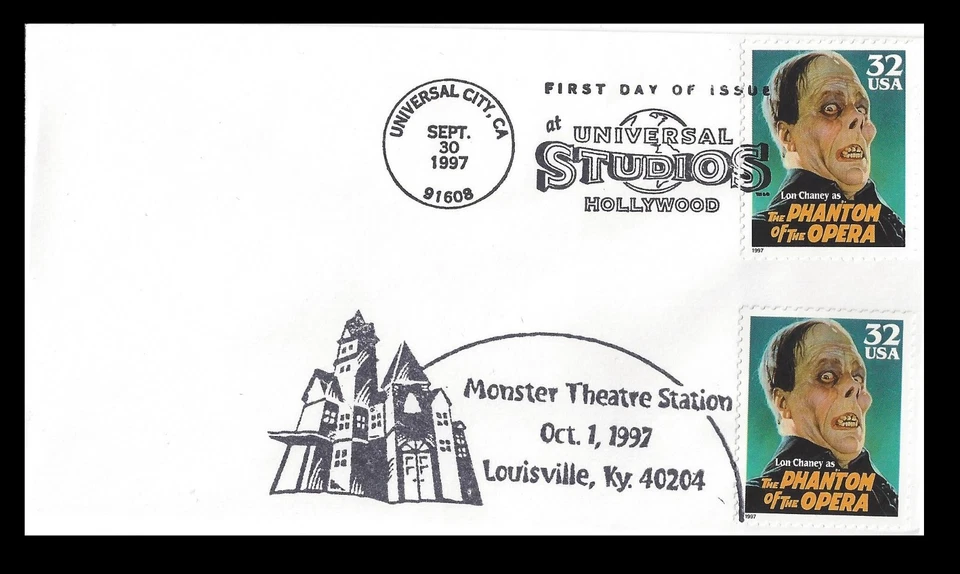 UNIVERSAL CITY, CA
SEPT.
30
1997
91608
FIRST DAY OF ISSUE
at UNIVERSAL
STUDIOS
HOLLYWOOD
32
USA
Lon Chaney as
THE PHANTOM
OF THE OPERA
1997
Monster Theatre Station
Oct. 1, 1997
Louisville, Ky. 40204
32
USA
Lon Chaney as
THE PHANTOM
OF THE OPERA
1997